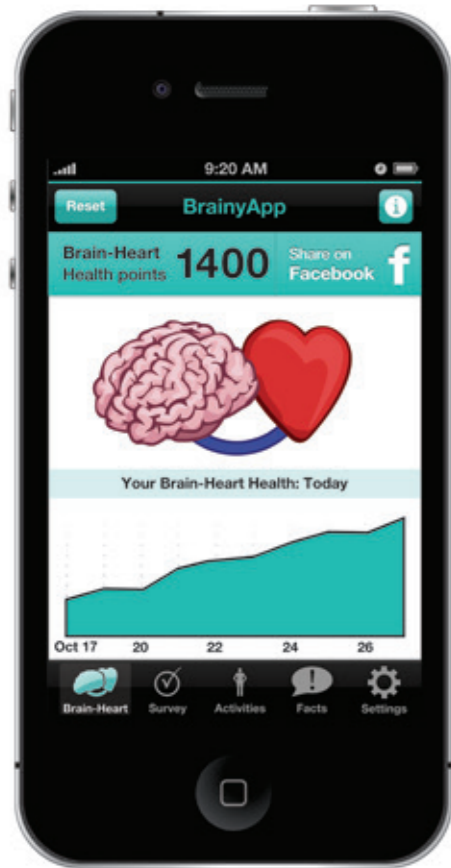 9:20 AM
Reset
BrainyApp
i
Brain-Heart
Health points
1400
Share on
Facebook
f
Your Brain-Heart Health: Today
Oct 17
20
22
24
26
Brain-Heart
Survey
Activities
Facts
Settings